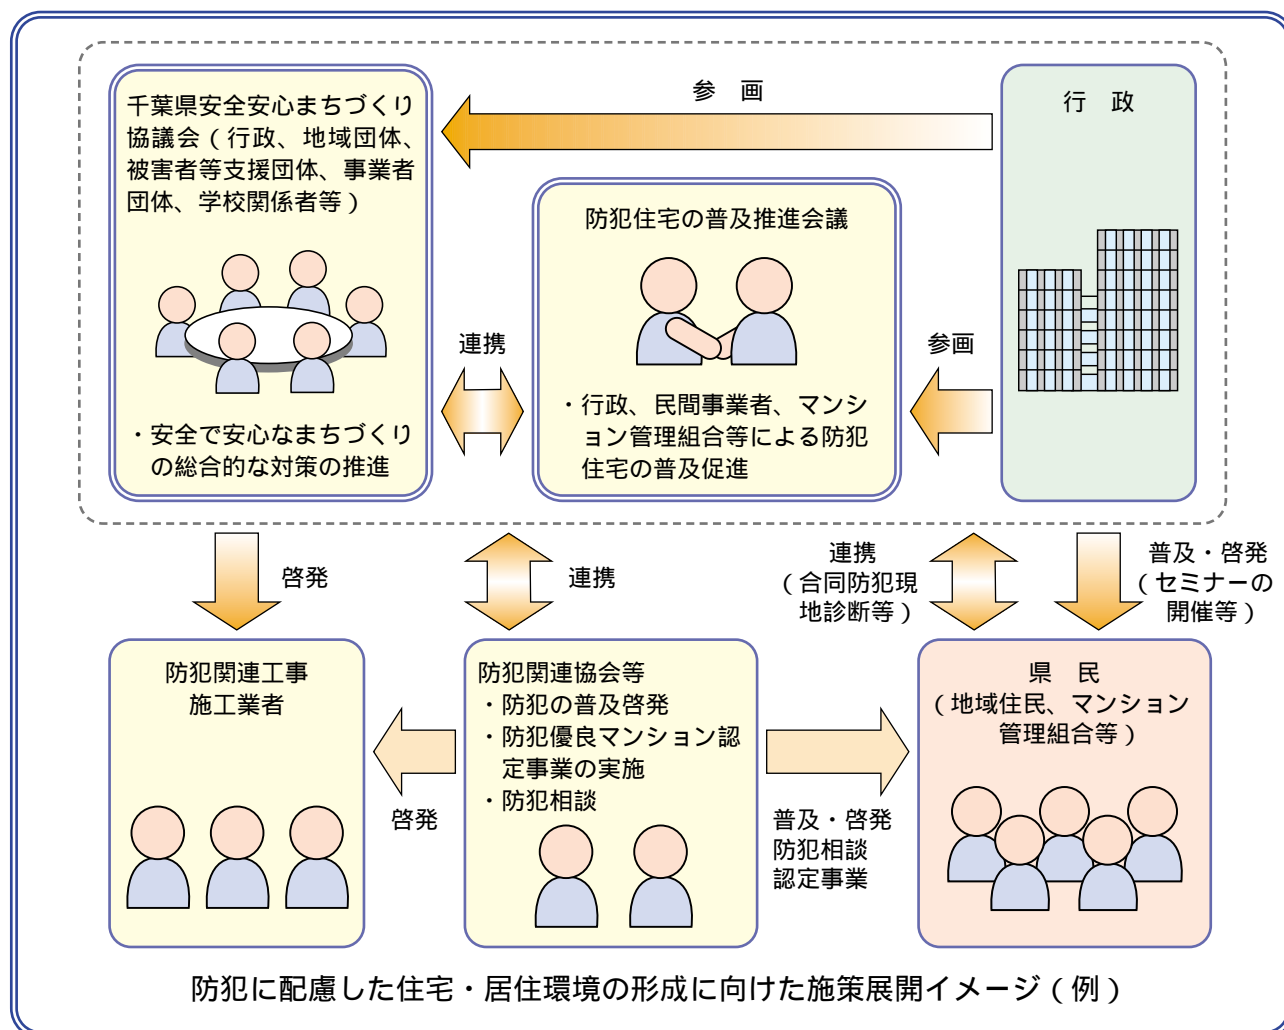 千葉県安全安心まちづくり
協議会（行政、地域団体、
被害者等支援団体、事業者
団体、学校関係者等）
・安全で安心なまちづくり
の総合的な対策の推進
参　画
行　政
防犯住宅の普及推進会議
・行政、民間事業者、マンシ
ョン管理組合等による防犯
住宅の普及促進
連携
参画
啓発
連携
連携
（合同防犯現
地診断等）
普及・啓発
（セミナーの
開催等）
防犯関連工事
施工業者
啓発
防犯関連協会等
・防犯の普及啓発
・防犯優良マンション認
定事業の実施
・防犯相談
普及・啓発
防犯相談
認定事業
県　民
（地域住民、マンション
管理組合等）
防犯に配慮した住宅・居住環境の形成に向けた施策展開イメージ（例）